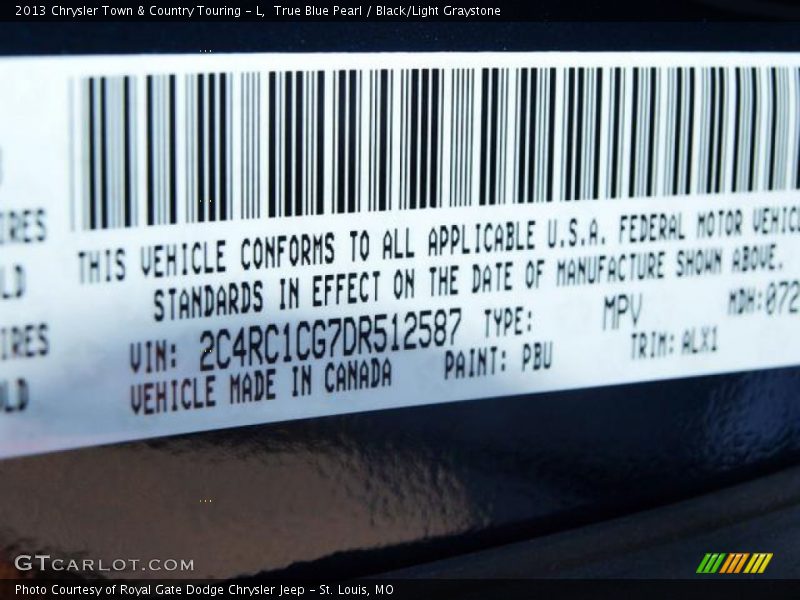 2013 Chrysler Town & Country Touring - L,  True Blue Pearl / Black/Light Graystone
THIS VEHICLE CONFORMS TO ALL APPLICABLE U.S.A. FEDERAL MOTOR VEHIC
IRES
STANDARDS IN EFFECT ON THE DATE OF MANUFACTURE SHOWN ABOVE.
LD
VIN: 2C4RC1CG7DR512587 TYPE: MPV MDH:072
IRES
VEHICLE MADE IN CANADA PAINT: PBU TRIM: ALX1
LD
GTCARLOT.COM
Photo Courtesy of Royal Gate Dodge Chrysler Jeep - St. Louis, MO